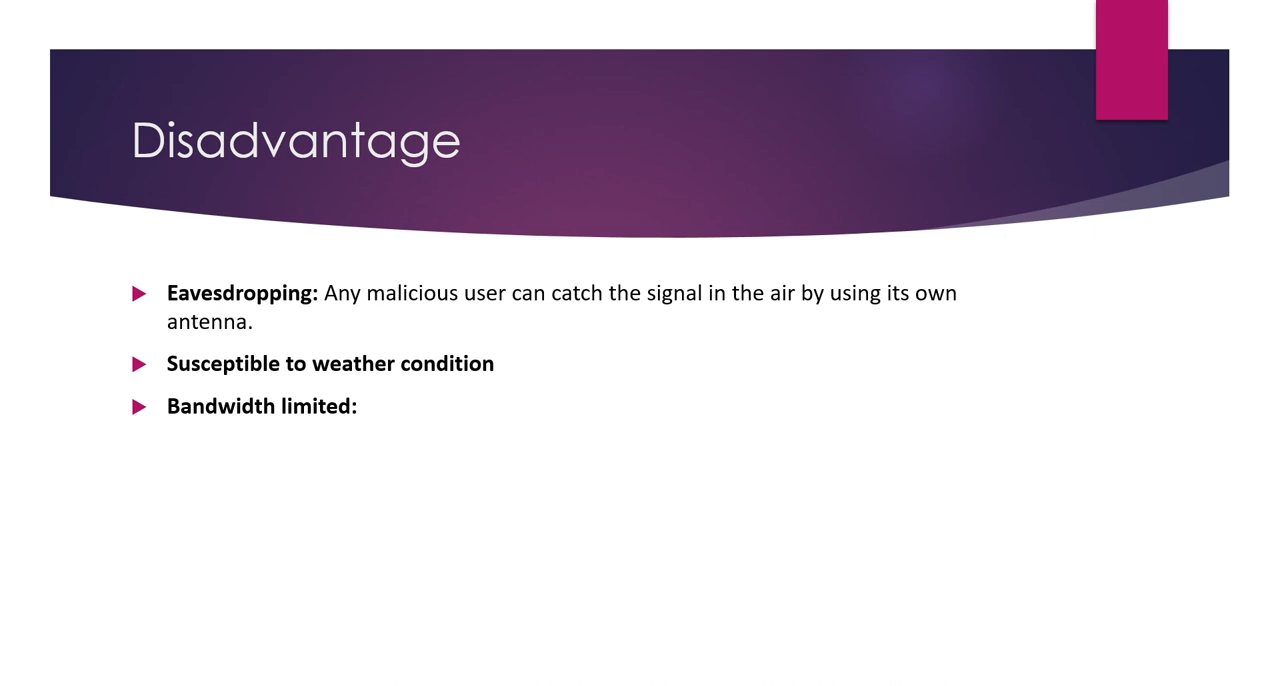 Disadvantage
Eavesdropping: Any malicious user can catch the signal in the air by using its own
antenna.
Susceptible to weather condition
Bandwidth limited: